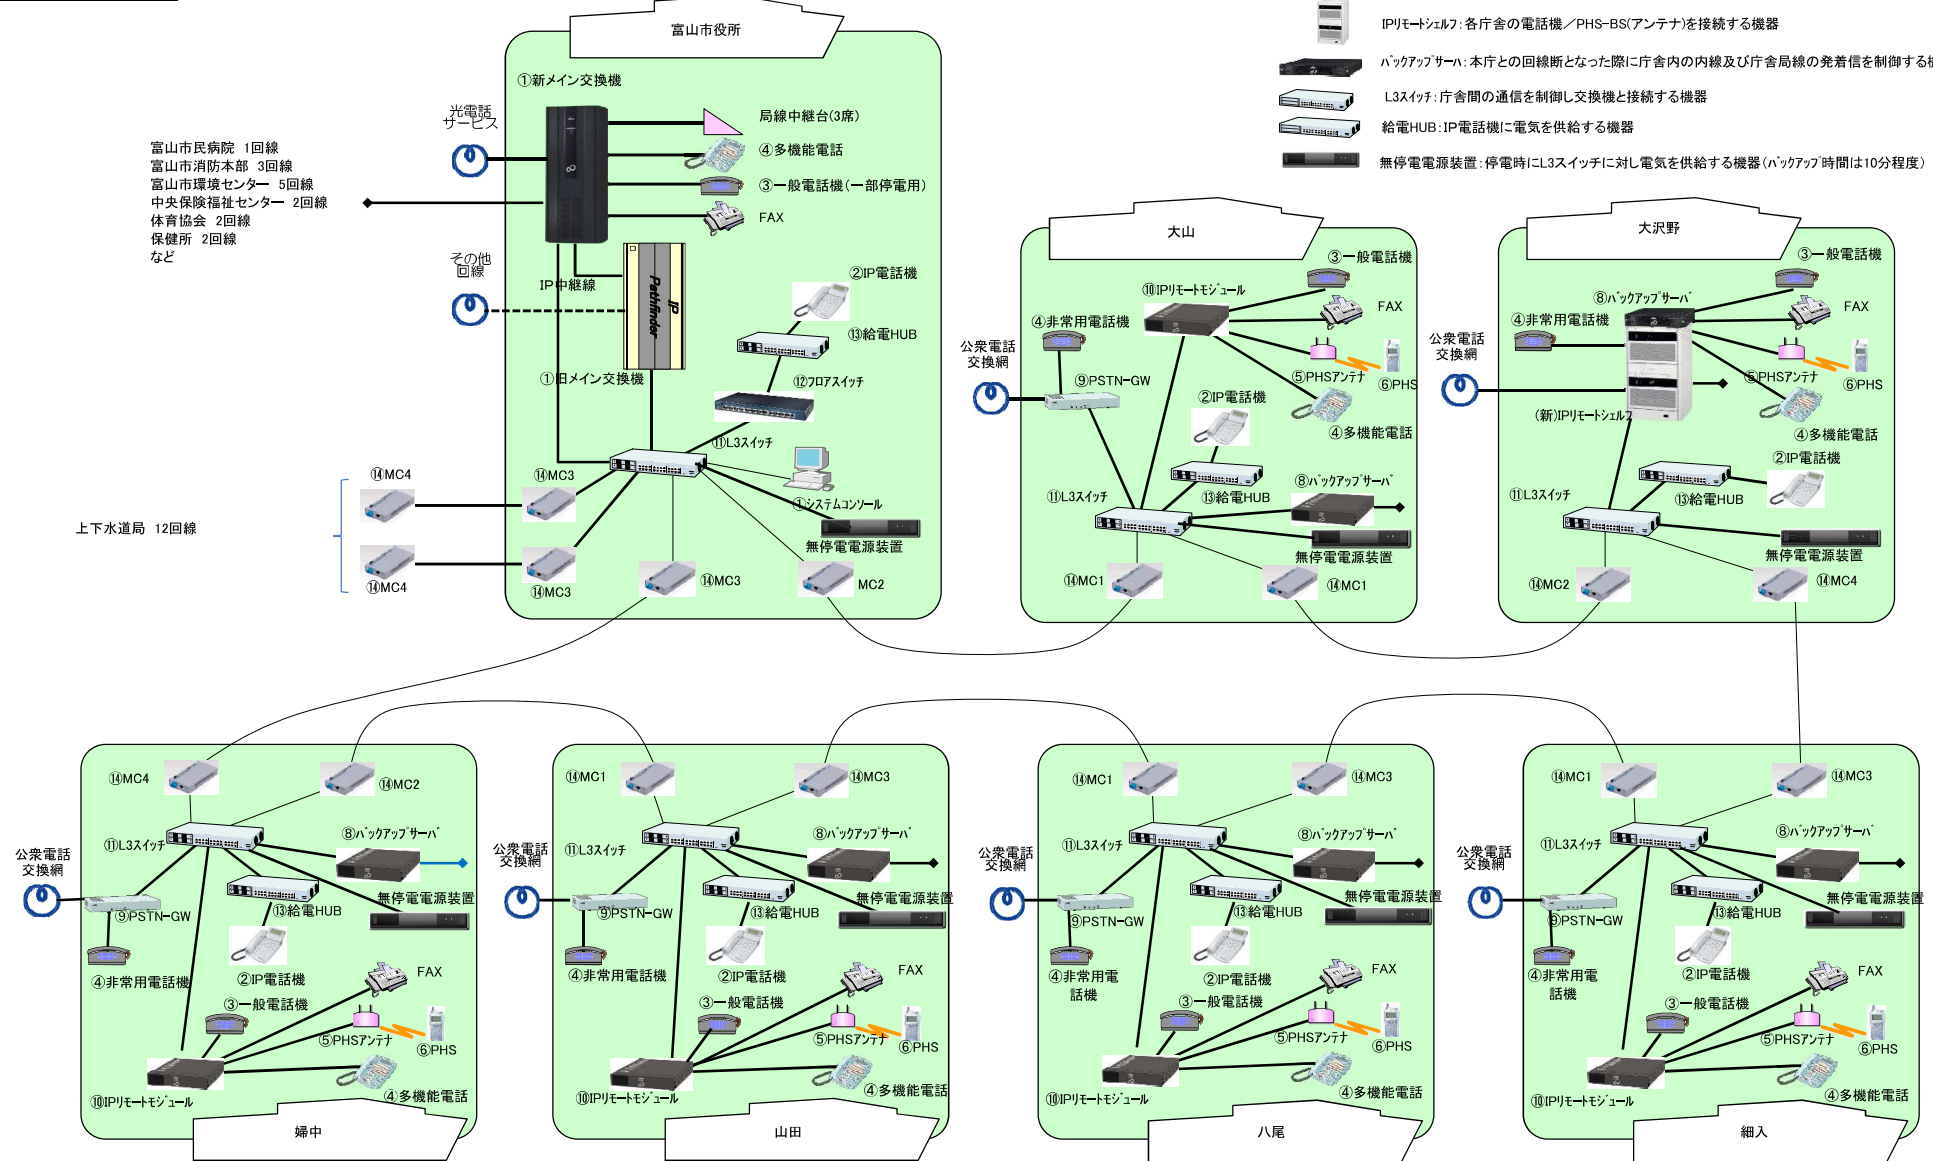 富山市役所
①新メイン交換機
光電話
サービス
局線中継台(3席)
④多機能電話
③一般電話機(一部停電用)
FAX
富山市民病院 1回線
富山市消防本部 3回線
富山市環境センター 5回線
中央保険福祉センター 2回線
体育協会 2回線
保健所 2回線
など
その他
回線
IP中継線
IP
Pathfinder
②IP電話機
⑬給電HUB
①旧メイン交換機
⑫フロアスイッチ
⑪L3スイッチ
①システムコンソール
無停電電源装置
⑭MC4
⑭MC3
上下水道局 12回線
⑭MC4
⑭MC3
⑭MC3
MC2
IPリモートシェルフ：各庁舎の電話機／PHS-BS(アンテナ)を接続する機器
バックアップサーバ：本庁との回線断となった際に庁舎内の内線及び庁舎局線の発着信を制御する
L3スイッチ：庁舎間の通信を制御し交換機と接続する機器
給電HUB：IP電話機に電気を供給する機器
無停電電源装置：停電時にL3スイッチに対し電気を供給する機器(バックアップ時間は10分程度)
大山
③一般電話機
⑩IPリモートモジュール
FAX
④非常用電話機
公衆電話
交換網
⑨PSTN-GW
⑤PHSアンテナ
⑥PHS
②IP電話機
④多機能電話
⑬給電HUB
⑧バックアップサーバ
⑪L3スイッチ
無停電電源装置
⑭MC1
⑭MC1
大沢野
③一般電話機
⑧バックアップサーバ
FAX
④非常用電話機
公衆電話
交換網
⑤PHSアンテナ
⑥PHS
(新)IPリモートシェルフ
④多機能電話
②IP電話機
⑪L3スイッチ
⑬給電HUB
無停電電源装置
⑭MC2
⑭MC4
⑭MC4
⑭MC2
⑪L3スイッチ
⑧バックアップサーバ
公衆電話
交換網
無停電電源装置
⑨PSTN-GW
⑬給電HUB
④非常用電話機
②IP電話機
FAX
③一般電話機
⑤PHSアンテナ
⑥PHS
④多機能電話
⑩IPリモートモジュール
婦中
⑭MC1
⑭MC3
⑪L3スイッチ
⑧バックアップサーバ
公衆電話
交換網
無停電電源装置
⑨PSTN-GW
⑬給電HUB
④非常用電話機
②IP電話機
FAX
③一般電話機
⑤PHSアンテナ
⑥PHS
④多機能電話
⑩IPリモートモジュール
山田
⑭MC1
⑭MC3
⑪L3スイッチ
⑧バックアップサーバ
公衆電話
交換網
無停電電源装置
⑨PSTN-GW
⑬給電HUB
④非常用電
話機
②IP電話機
FAX
③一般電話機
⑤PHSアンテナ
⑥PHS
④多機能電話
⑩IPリモートモジュール
八尾
⑭MC1
⑭MC3
⑪L3スイッチ
⑧バックアップサーバ
公衆電話
交換網
無停電電源装置
⑨PSTN-GW
⑬給電HUB
④非常用電
話機
②IP電話機
FAX
③一般電話機
⑤PHSアンテナ
⑥PHS
④多機能電話
⑩IPリモートモジュール
細入